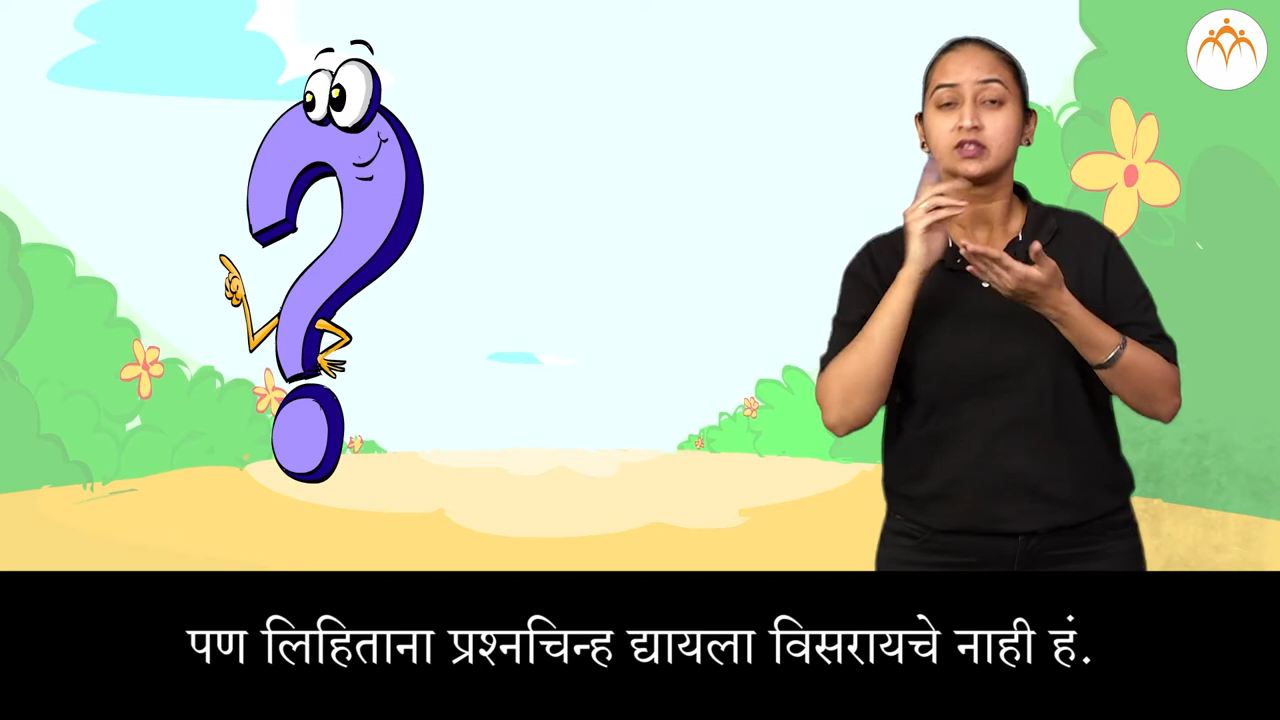 पण लिहिताना प्रश्नचिन्ह द्यायला विसरायचे नाही हं.